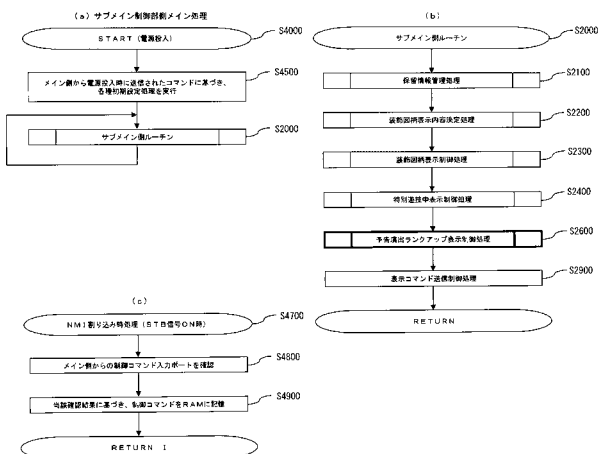 (a) サブメイン制御部側メイン処理
START (電源投入)
S4000
メイン側から電源投入時に送信されたコマンドに基づき、
各種初期設定処理を実行
S4500
サブメイン側ルーチン
S2000
(b)
サブメイン側ルーチン
S2000
保留情報管理処理
S2100
装飾図柄表示内容決定処理
S2200
装飾図柄表示制御処理
S2300
特別遊技中表示制御処理
S2400
予告演出ランクアップ表示制御処理
S2600
表示コマンド送信制御処理
S2900
RETURN
(c)
NMI割り込み時処理 (STB信号ON時)
S4700
メイン側からの制御コマンド入力ポートを確認
S4800
当該確認結果に基づき、制御コマンドをRAMに記憶
S4900
RETURN I